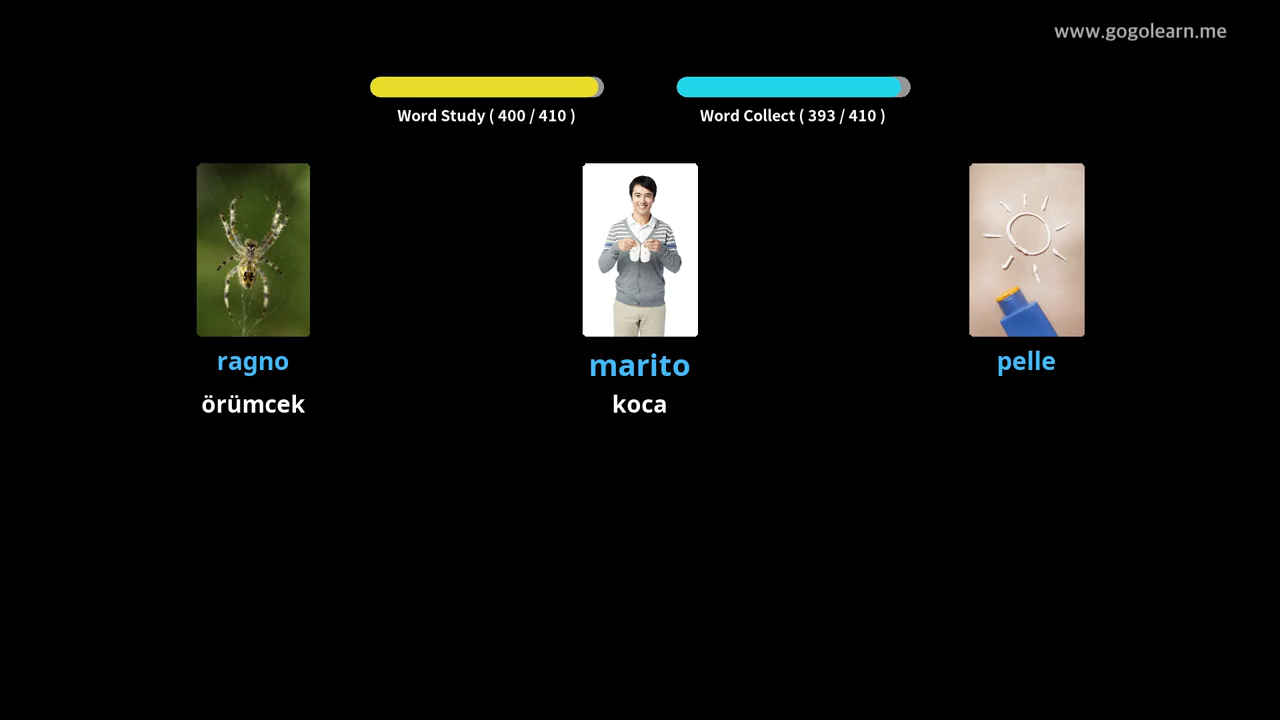 www.gogolearn.me
Word Study ( 400 / 410 )
Word Collect ( 393 / 410 )
ragno
marito
pelle
örümcek
koca